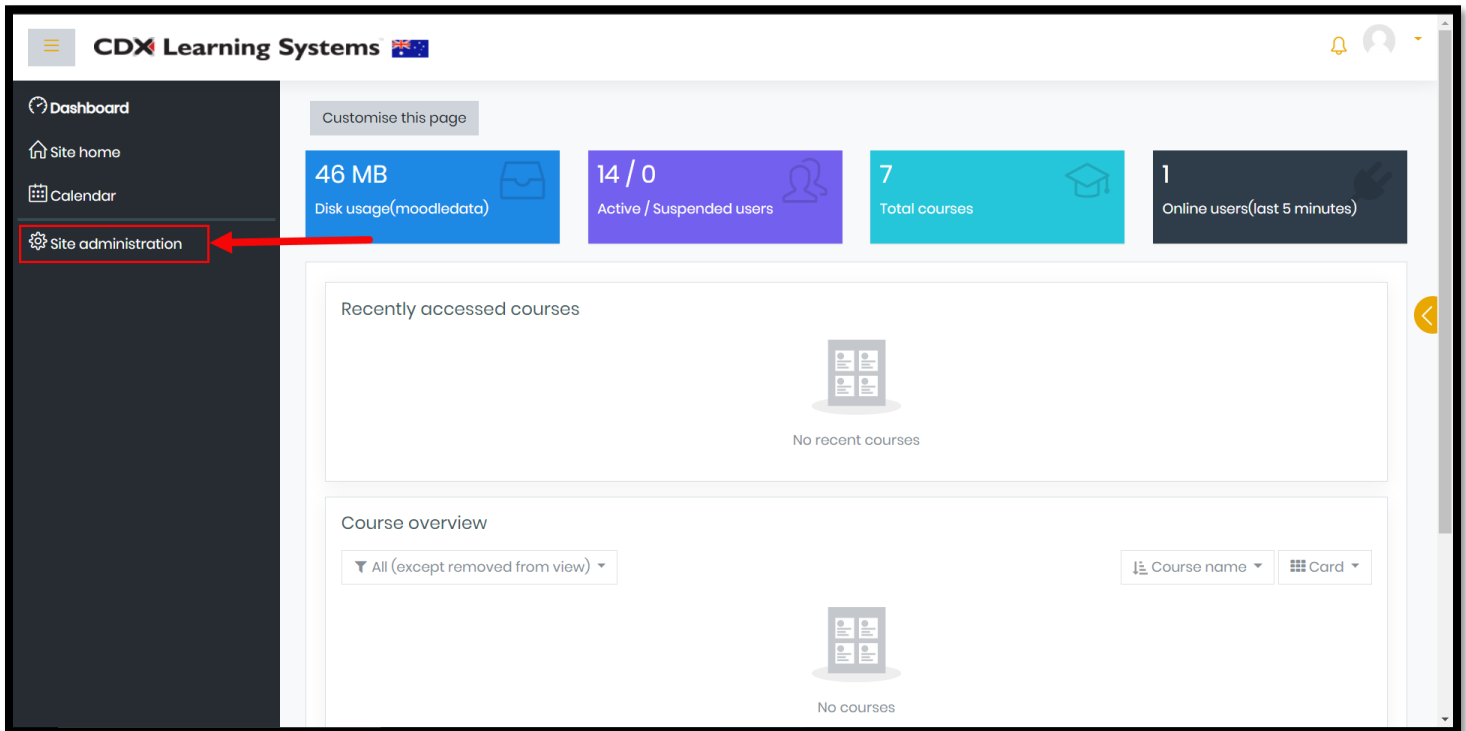 CDX Learning Systems
Dashboard
Site home
Calendar
Site administration
Customise this page
46 MB
Disk usage(moodledata)
14 / 0
Active / Suspended users
7
Total courses
1
Online users(last 5 minutes)
Recently accessed courses
No recent courses
Course overview
All (except removed from view)
Course name
Card
No courses